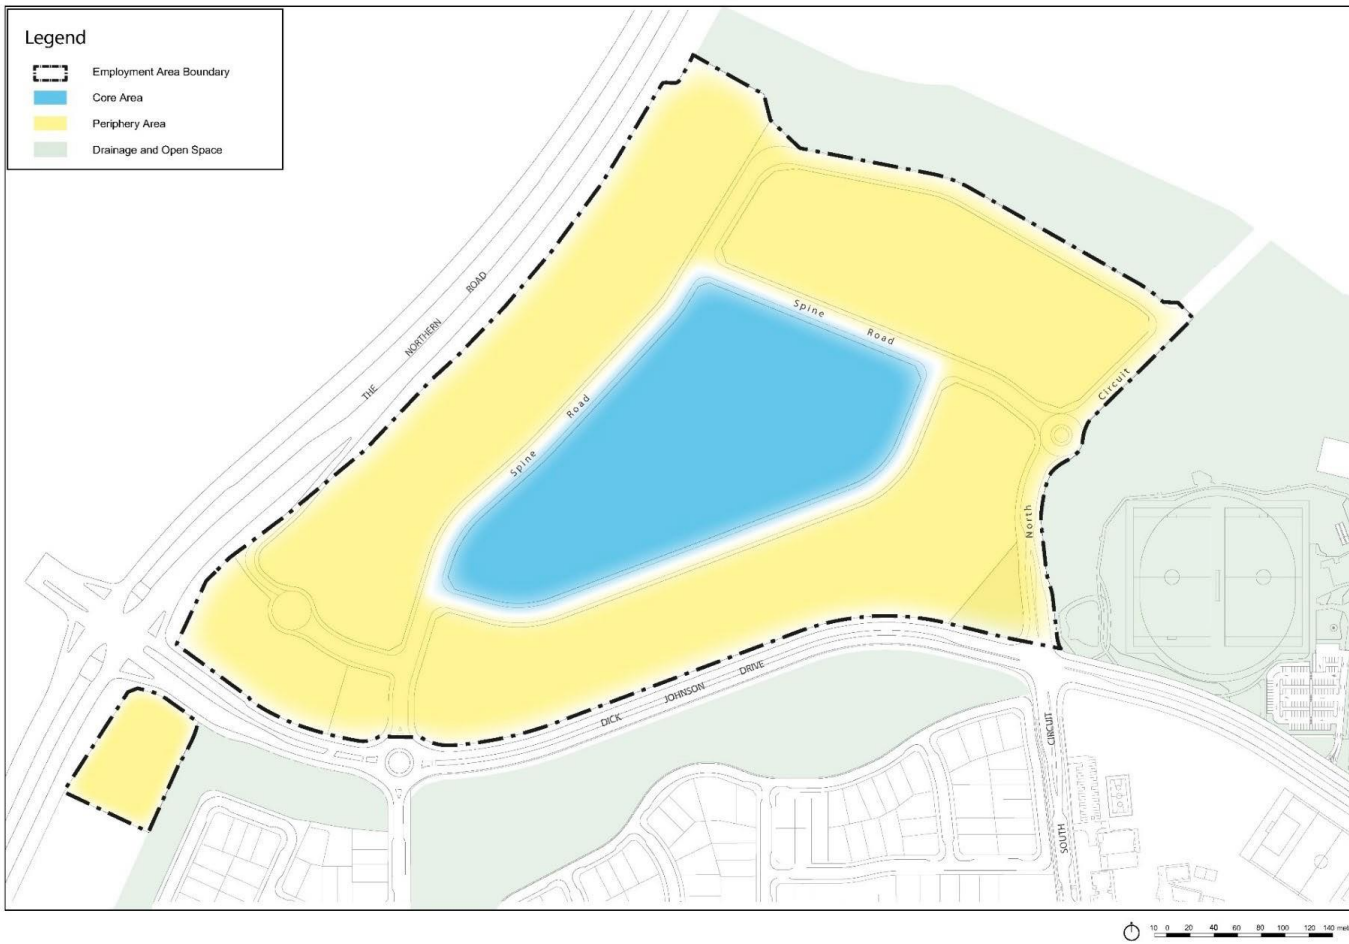 Legend
Employment Area Boundary
Core Area
Periphery Area
Drainage and Open Space
THE NORTHERN ROAD
Spine Road
Spine Road
Circuit
North
DICK JOHNSON DRIVE
CIRCUIT
SOUTH
10 0 20 40 60 80 100 120 140